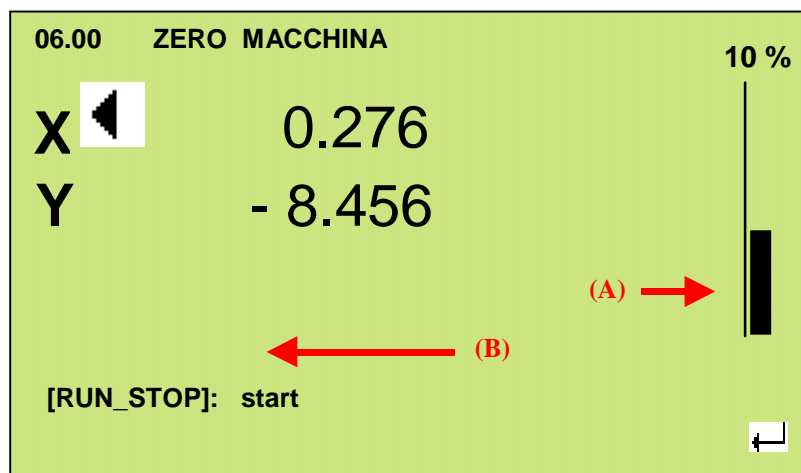 06.00 ZERO MACCHINA
10 %
X 0.276
Y - 8.456
(A)
(B)
[RUN_STOP]: start